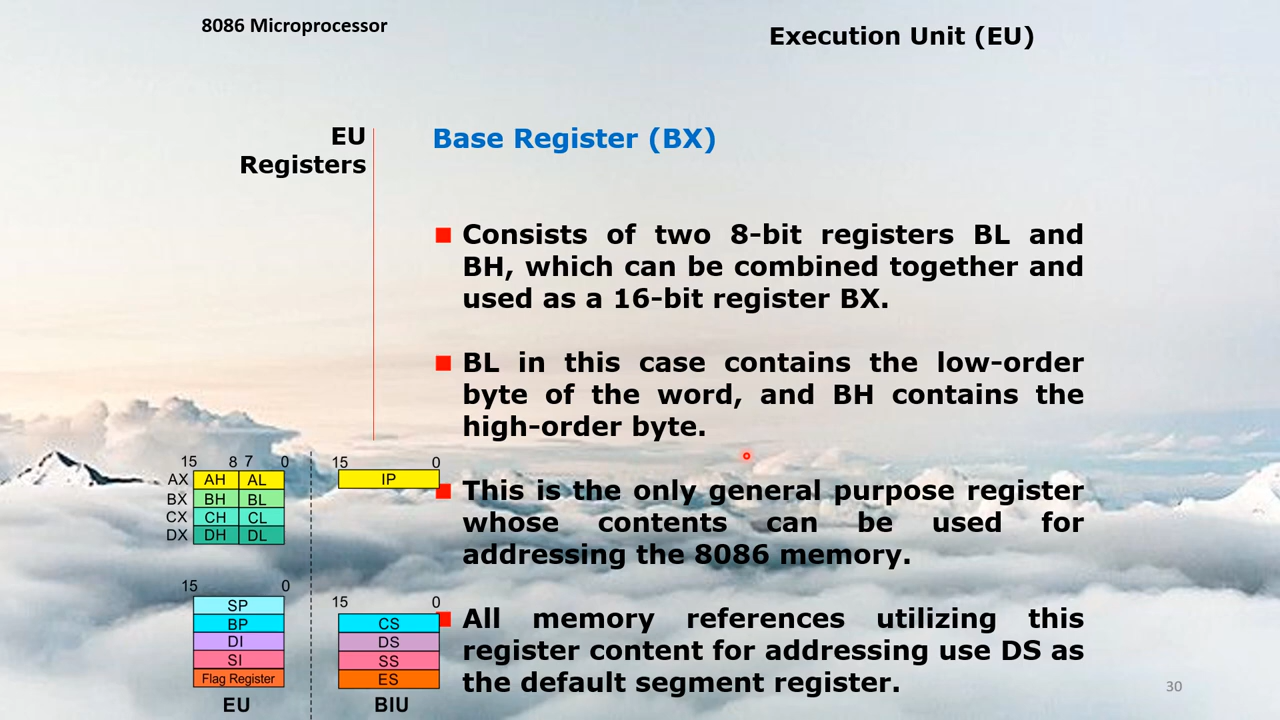 8086 Microprocessor
Execution Unit (EU)
EU
Registers
Base Register (BX)
Consists of two 8-bit registers BL and
BH, which can be combined together and
used as a 16-bit register BX.
BL in this case contains the low-order
byte of the word, and BH contains the
high-order byte.
This is the only general purpose register
whose contents can be used for
addressing the 8086 memory.
All memory references utilizing this
register content for addressing use DS as
the default segment register.
15 8 7 0
AX AH AL
BX BH BL
CX CH CL
DX DH DL
15 0
SP
BP
DI
SI
Flag Register
EU
15 0
IP
15 0
CS
DS
SS
ES
BIU
30